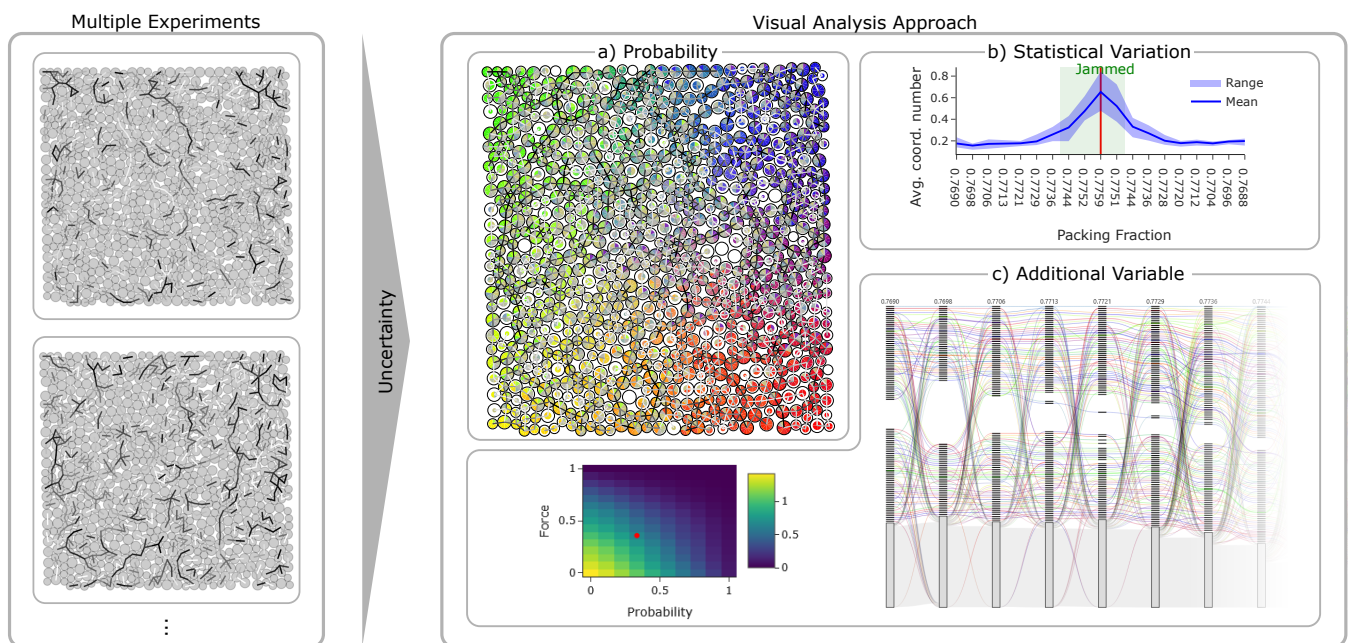 Multiple Experiments
⋮
Uncertainty
Visual Analysis Approach
a) Probability
b) Statistical Variation
Jammed
Avg. coord. number
0.8
0.6
0.4
0.2
Range
Mean
0.7690
0.7698
0.7706
0.7713
0.7721
0.7729
0.7736
0.7744
0.7752
0.7759
0.7751
0.7744
0.7736
0.7728
0.7720
0.7712
0.7704
0.7696
0.7688
Packing Fraction
Force
1
0.5
0
0
0.5
1
Probability
1
0.5
0
c) Additional Variable
0.7690 0.7698 0.7706 0.7713 0.7721 0.7729 0.7736 0.7744